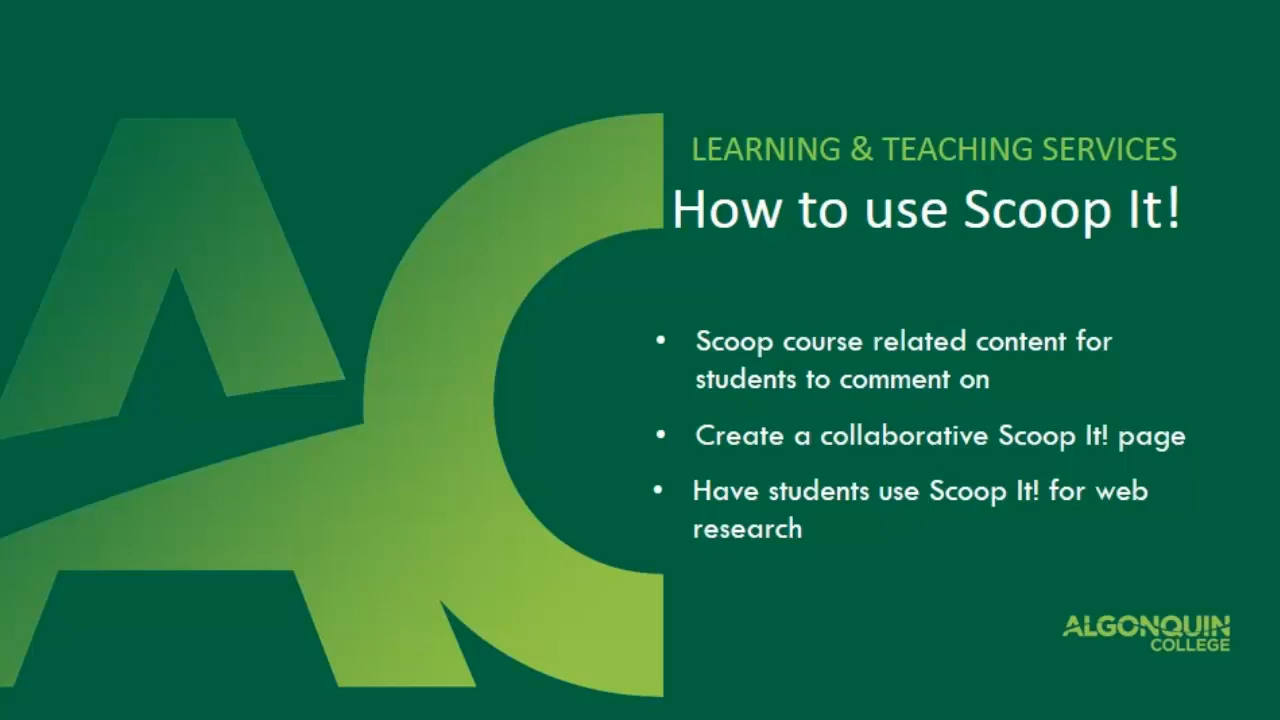 AC
LEARNING & TEACHING SERVICES
How to use Scoop It!
• Scoop course related content for
students to comment on
• Create a collaborative Scoop It! page
• Have students use Scoop It! for web
research
ALGONQUIN
COLLEGE